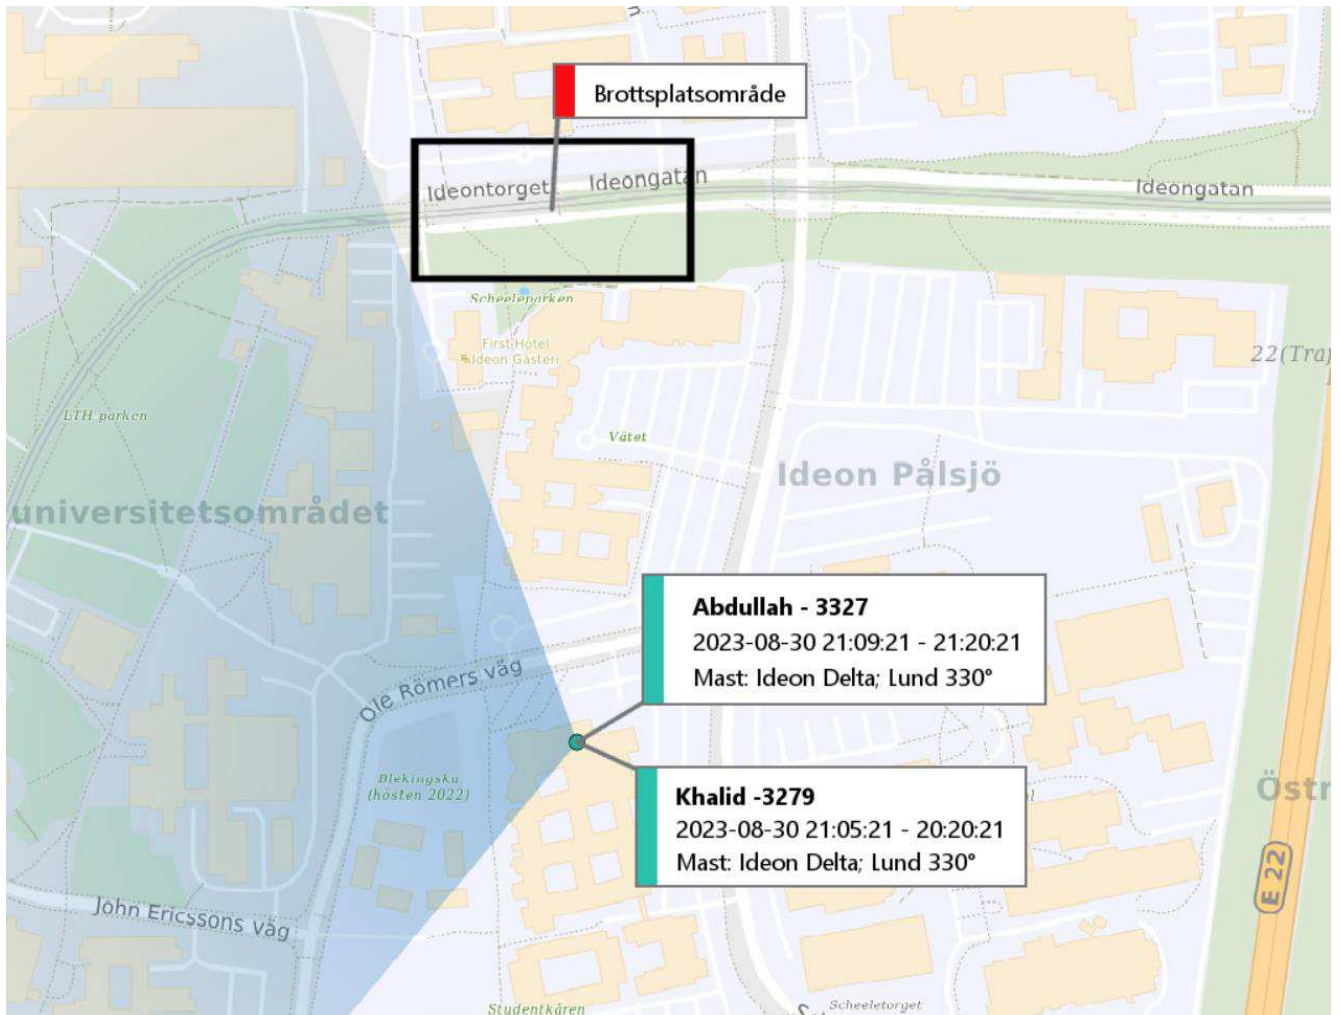 Brottsplatsområde
Ideontorget
Ideongatan
Ideongatan
Scheeleparken
First Hotel
Ideon Gästeri
22(Tra
LTH parken
Vätet
Ideon Pålsjö
universitetsområdet
Abdullah - 3327
2023-08-30 21:09:21 - 21:20:21
Mast: Ideon Delta; Lund 330°
Ole Römers väg
Blekingska
(hösten 2022)
Khalid -3279
2023-08-30 21:05:21 - 20:20:21
Mast: Ideon Delta; Lund 330°
Öst
E 22
John Ericssons väg
Studentkåren
Scheeletorget